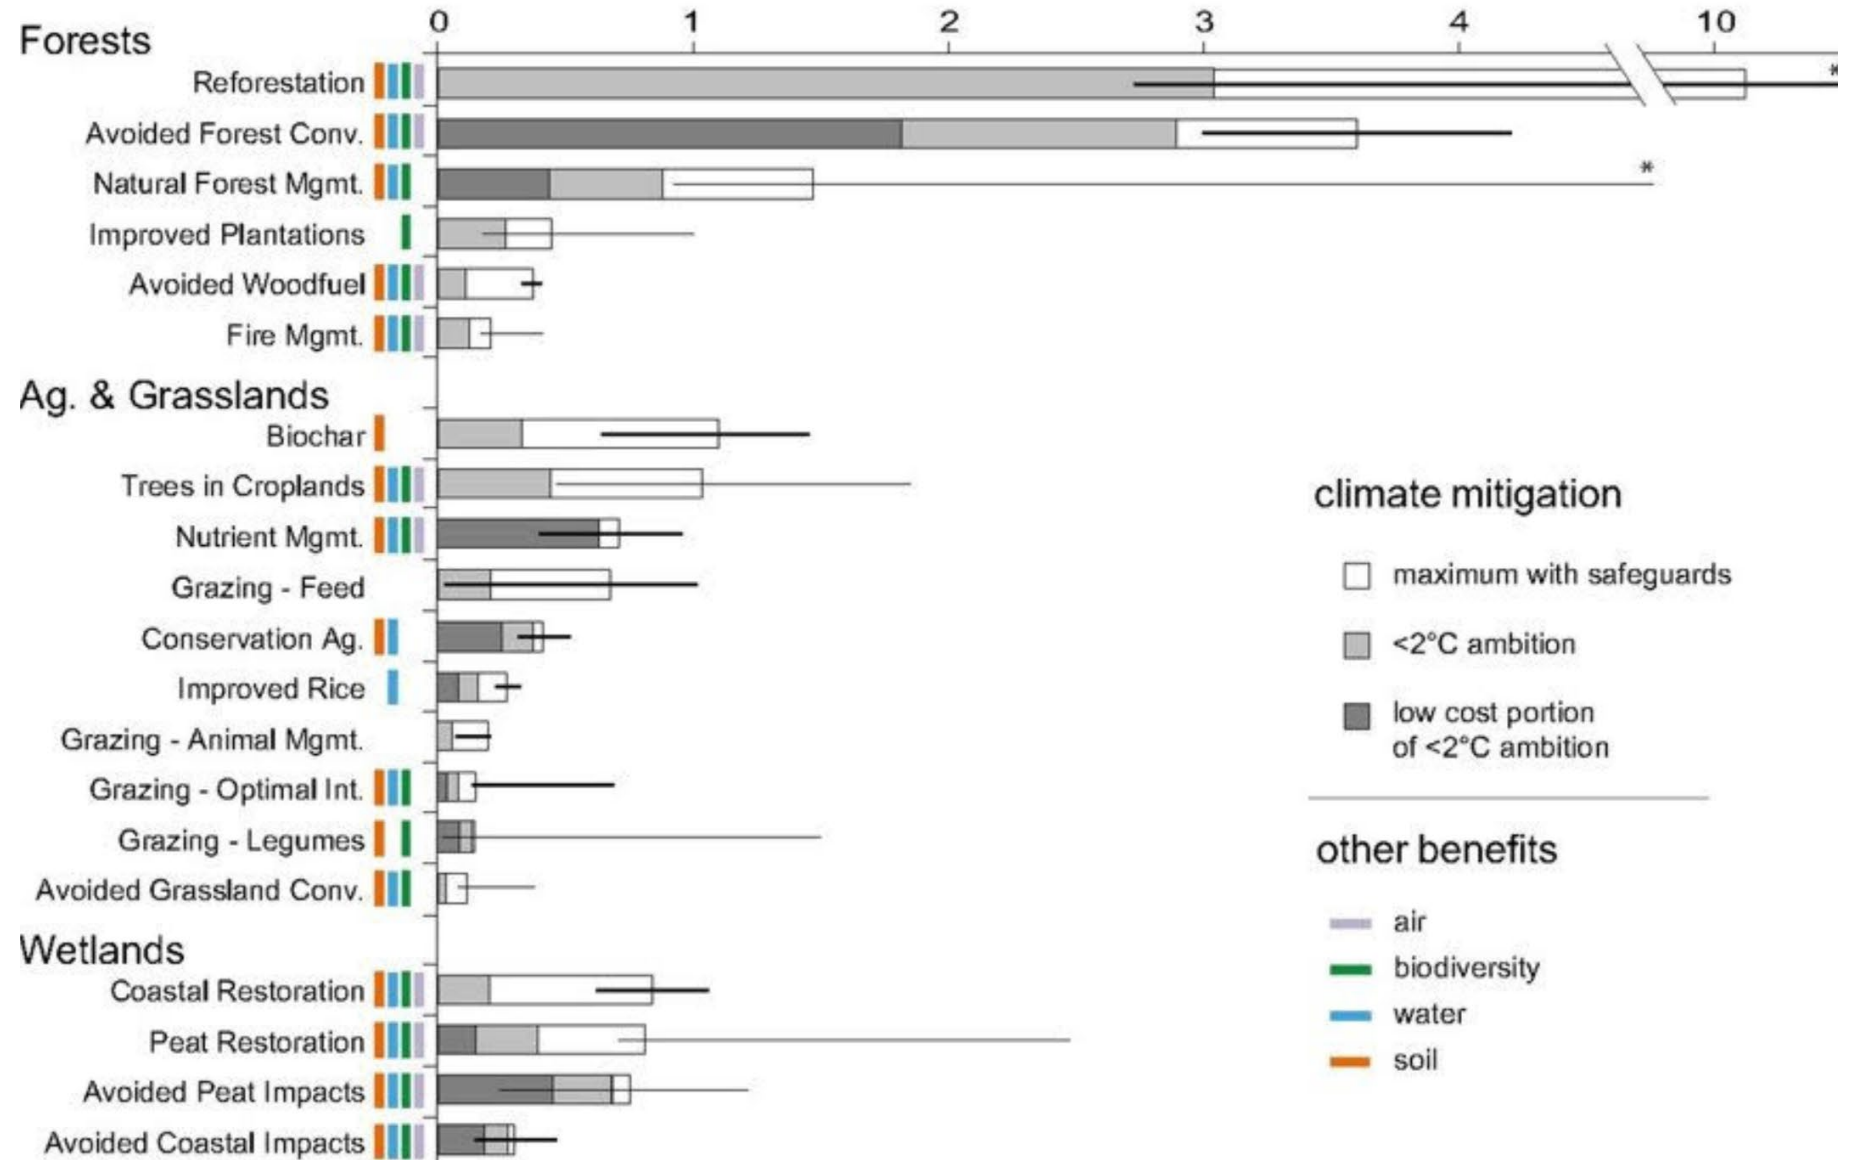 0 1 2 3 4 10
Forests
Reforestation
*
Avoided Forest Conv.
Natural Forest Mgmt.
*
Improved Plantations
Avoided Woodfuel
Fire Mgmt.
Ag. & Grasslands
Biochar
Trees in Croplands
Nutrient Mgmt.
Grazing - Feed
Conservation Ag.
Improved Rice
Grazing - Animal Mgmt.
Grazing - Optimal Int.
Grazing - Legumes
Avoided Grassland Conv.
Wetlands
Coastal Restoration
Peat Restoration
Avoided Peat Impacts
Avoided Coastal Impacts
climate mitigation
maximum with safeguards
<2°C ambition
low cost portion
of <2°C ambition
other benefits
air
biodiversity
water
soil